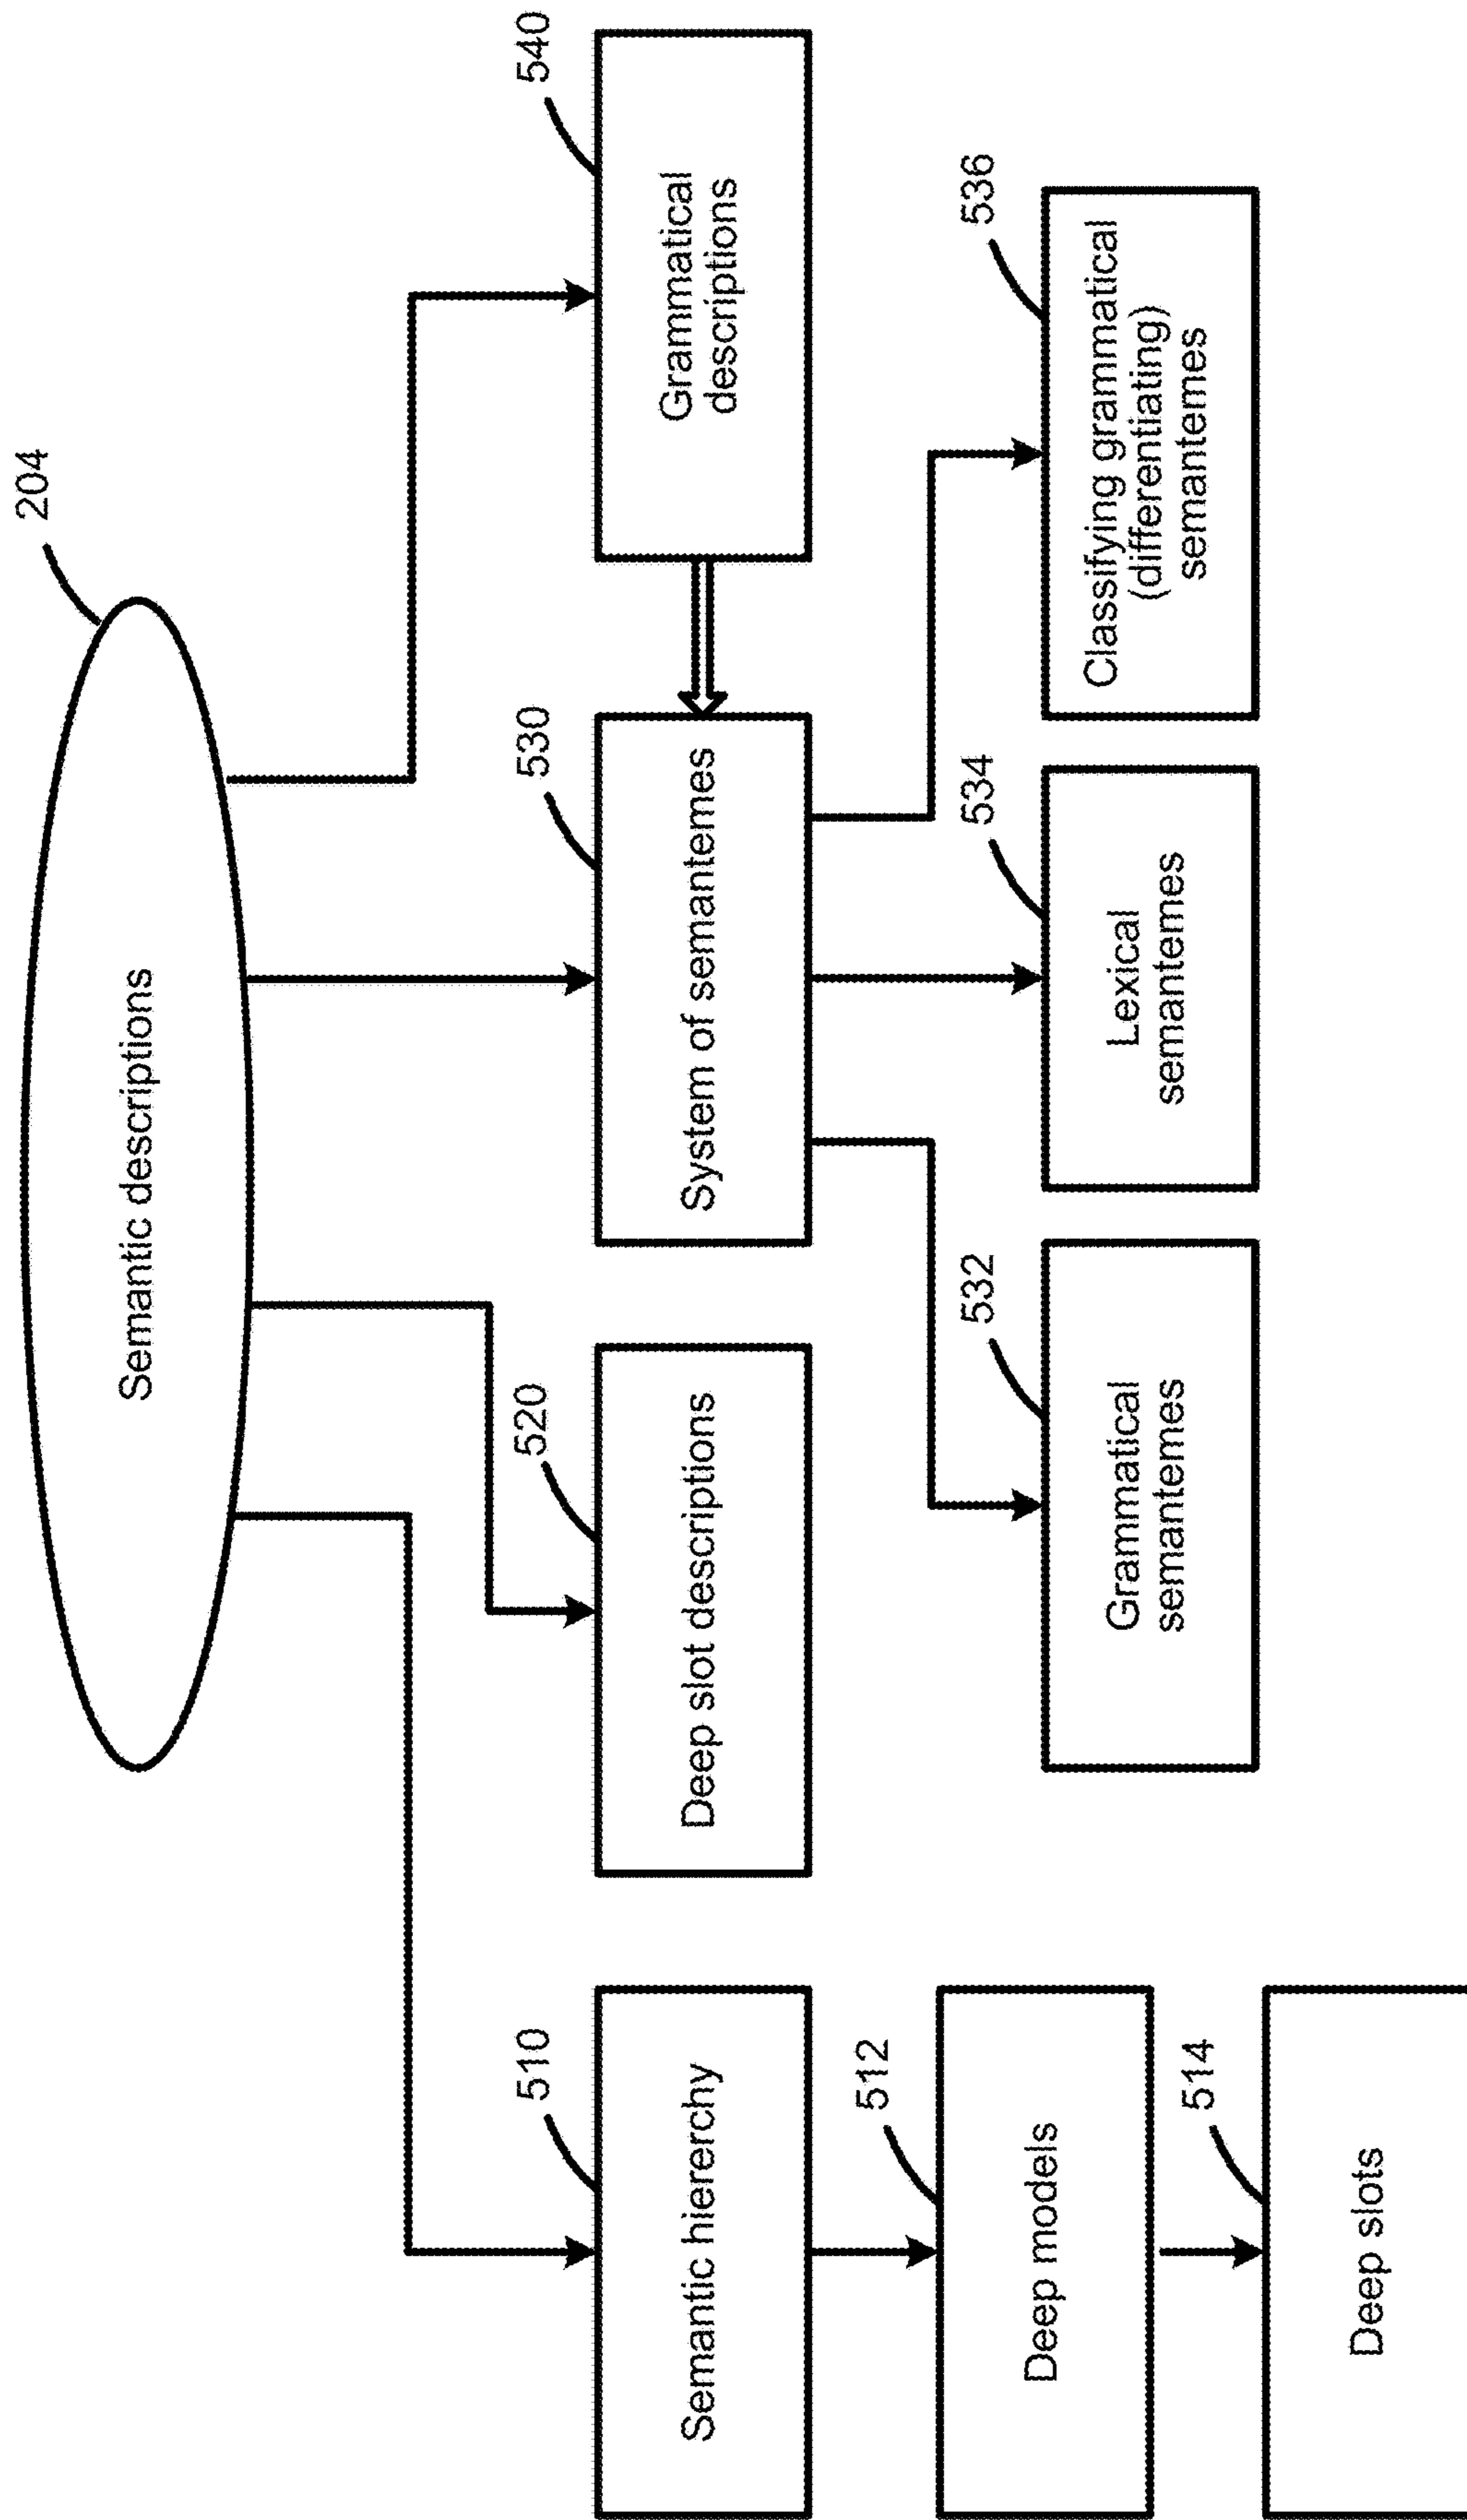 204
Semantic descriptions
510
520
530
540
Semantic hiererchy
Deep slot descriptions
System of semantemes
Grammatical
descriptions
512
532
534
536
Deep models
Grammatical
semantemes
Lexical
semantemes
Classifying grammatical
(differentiating)
semantemes
514
Deep slots